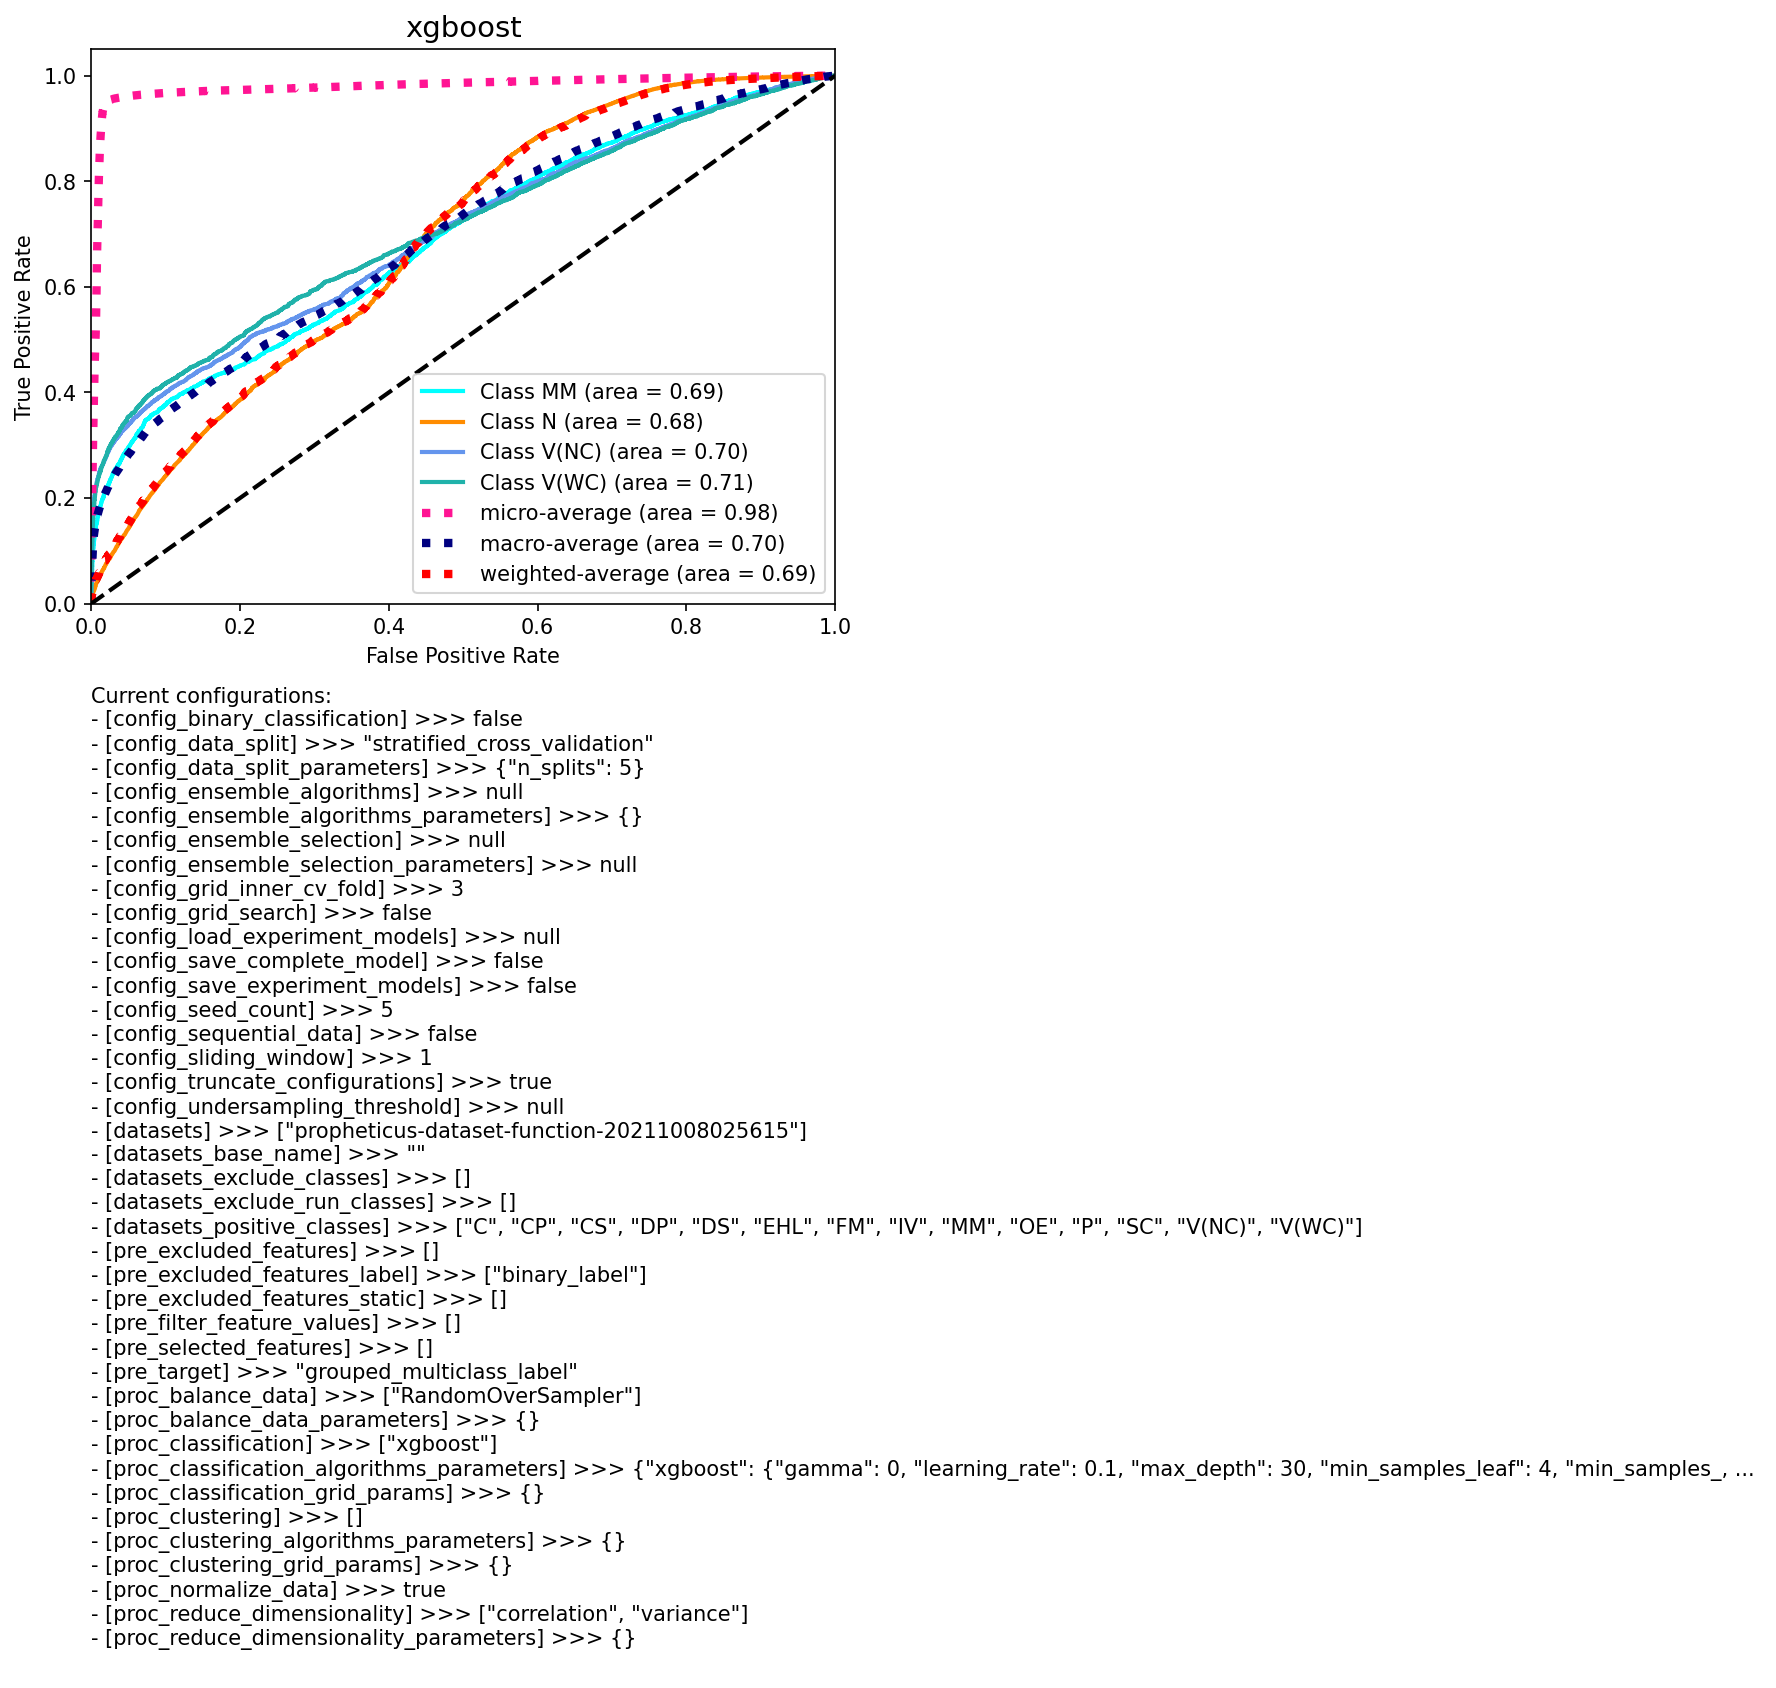 xgboost
1.0
0.8
0.6
0.4
0.2
0.0
True Positive Rate
Class MM (area = 0.69)
Class N (area = 0.68)
Class V(NC) (area = 0.70)
Class V(WC) (area = 0.71)
micro-average (area = 0.98)
macro-average (area = 0.70)
weighted-average (area = 0.69)
0.0 0.2 0.4 0.6 0.8 1.0
False Positive Rate
Current configurations:
- [config_binary_classification] >>> false
- [config_data_split] >>> "stratified_cross_validation"
- [config_data_split_parameters] >>> {"n_splits": 5}
- [config_ensemble_algorithms] >>> null
- [config_ensemble_algorithms_parameters] >>> {}
- [config_ensemble_selection] >>> null
- [config_ensemble_selection_parameters] >>> null
- [config_grid_inner_cv_fold] >>> 3
- [config_grid_search] >>> false
- [config_load_experiment_models] >>> null
- [config_save_complete_model] >>> false
- [config_save_experiment_models] >>> false
- [config_seed_count] >>> 5
- [config_sequential_data] >>> false
- [config_sliding_window] >>> 1
- [config_truncate_configurations] >>> true
- [config_undersampling_threshold] >>> null
- [datasets] >>> ["propheticus-dataset-function-20211008025615"]
- [datasets_base_name] >>> ""
- [datasets_exclude_classes] >>> []
- [datasets_exclude_run_classes] >>> []
- [datasets_positive_classes] >>> ["C", "CP", "CS", "DP", "DS", "EHL", "FM", "IV", "MM", "OE", "P", "SC", "V(NC)", "V(WC)"]
- [pre_excluded_features] >>> []
- [pre_excluded_features_label] >>> ["binary_label"]
- [pre_excluded_features_static] >>> []
- [pre_filter_feature_values] >>> []
- [pre_selected_features] >>> []
- [pre_target] >>> "grouped_multiclass_label"
- [proc_balance_data] >>> ["RandomOverSampler"]
- [proc_balance_data_parameters] >>> {}
- [proc_classification] >>> ["xgboost"]
- [proc_classification_algorithms_parameters] >>> {"xgboost": {"gamma": 0, "learning_rate": 0.1, "max_depth": 30, "min_samples_leaf": 4, "min_samples_, ...
- [proc_classification_grid_params] >>> {}
- [proc_clustering] >>> []
- [proc_clustering_algorithms_parameters] >>> {}
- [proc_clustering_grid_params] >>> {}
- [proc_normalize_data] >>> true
- [proc_reduce_dimensionality] >>> ["correlation", "variance"]
- [proc_reduce_dimensionality_parameters] >>> {}